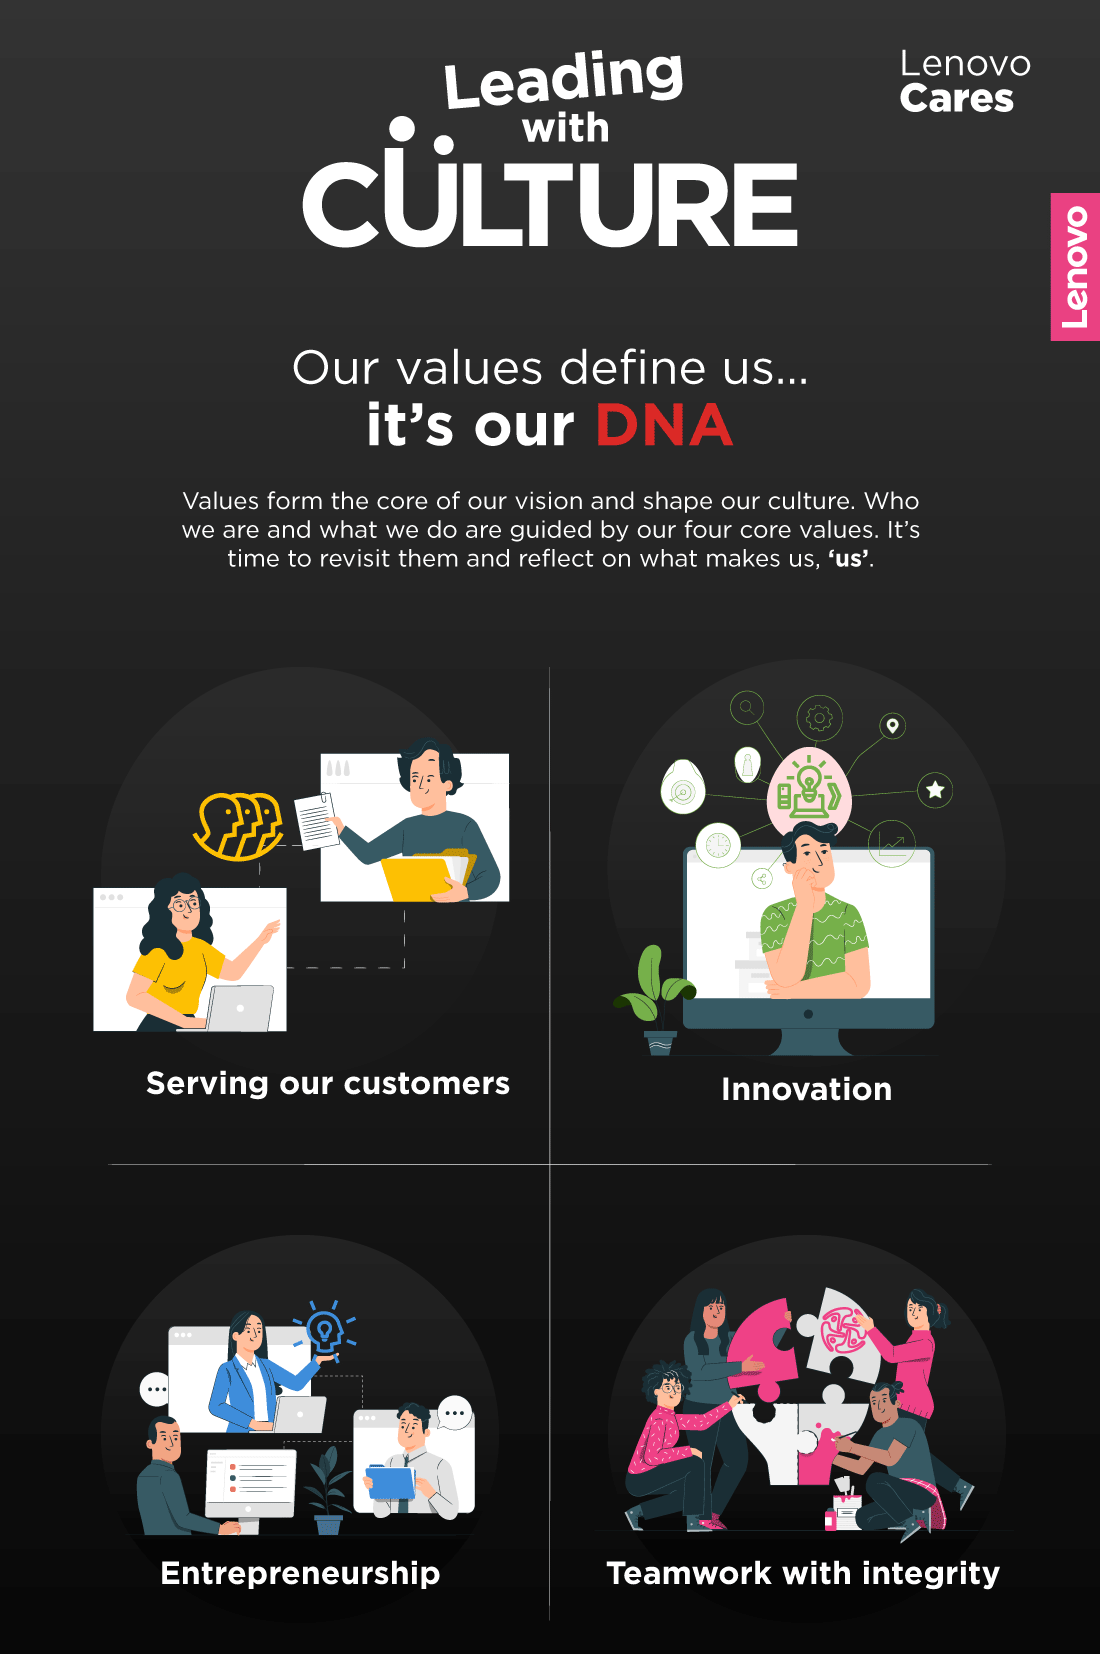 Leading
with
CULTURE
Lenovo
Cares
Lenovo
Our values define us...
it's our DNA
Values form the core of our vision and shape our culture. Who
we are and what we do are guided by our four core values. It's
time to revisit them and reflect on what makes us, 'us'.
Serving our customers
Innovation
Entrepreneurship
Teamwork with integrity